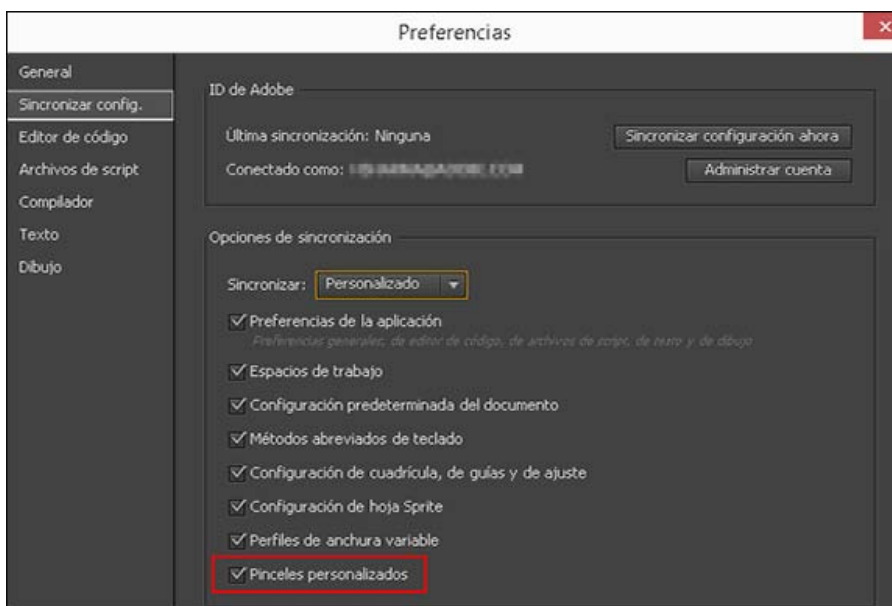 Preferencias
General
Sincronizar config.
Editor de código
Archivos de script
Compilador
Texto
Dibujo
ID de Adobe
Última sincronización: Ninguna
Sincronizar configuración ahora
Conectado como:
Administrar cuenta
Opciones de sincronización
Sincronizar: Personalizado
Preferencias de la aplicación
Preferencias generales, de editor de código, de archivos de script, de texto y de dibujo
Espacios de trabajo
Configuración predeterminada del documento
Métodos abreviados de teclado
Configuración de cuadrícula, de guías y de ajuste
Configuración de hoja Sprite
Perfiles de anchura variable
Pinceles personalizados